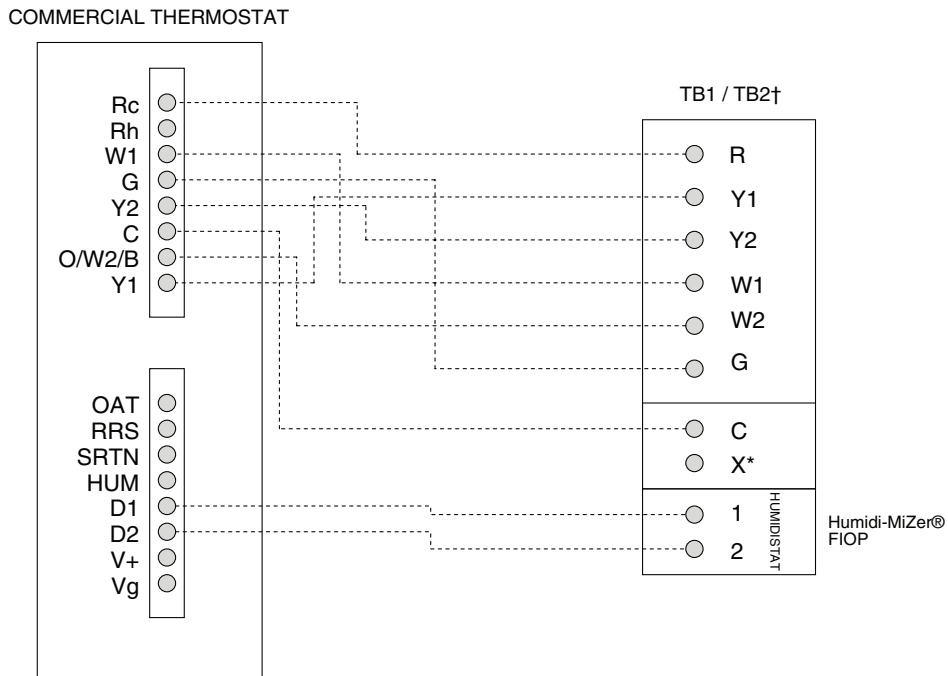 COMMERCIAL THERMOSTAT
Rc
Rh
W1
G
Y2
C
O/W2/B
Y1
OAT
RRS
SRTN
HUM
D1
D2
V+
Vg
TB1 / TB2†
R
Y1
Y2
W1
W2
G
C
X*
1
2
HUMIDISTAT
Humidi-MiZer®
FIOP